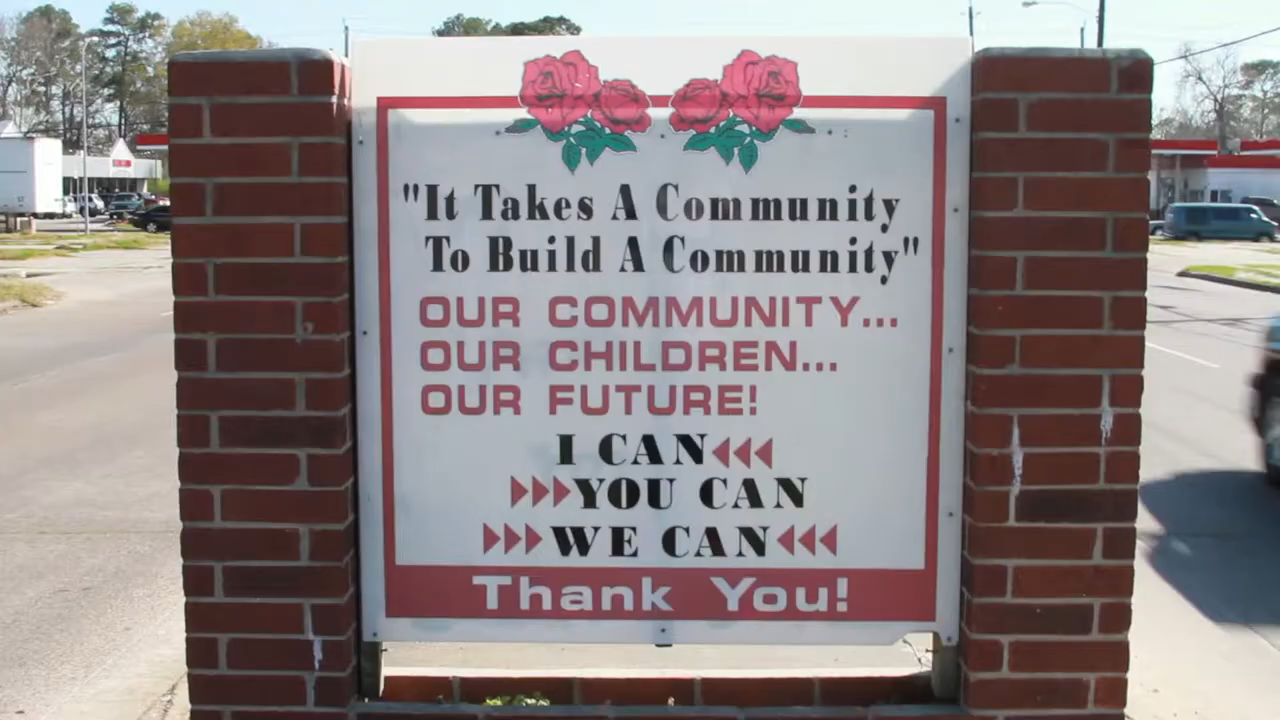 "It Takes A Community
To Build A Community"
OUR COMMUNITY...
OUR CHILDREN...
OUR FUTURE!
I CAN
YOU CAN
WE CAN
Thank You!